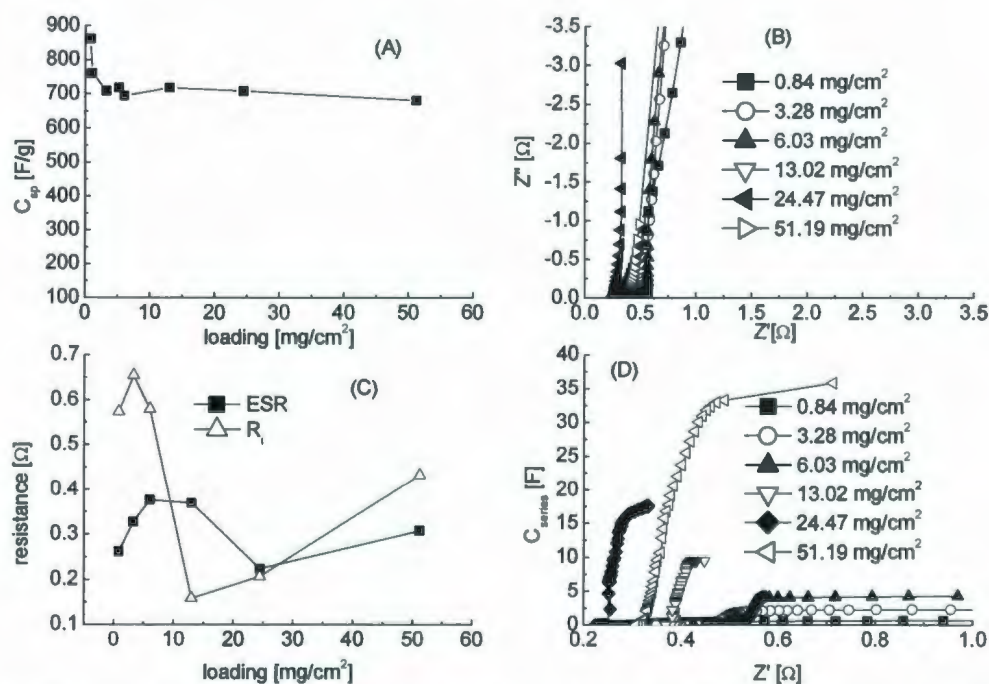 (A)
900
800
700
600
500
400
300
200
100
C_sp [F/g]
0 10 20 30 40 50 60
loading [mg/cm²]
(B)
-3.5
-3.0
-2.5
-2.0
-1.5
-1.0
-0.5
0.0
Z'' [Ω]
0.84 mg/cm²
3.28 mg/cm²
6.03 mg/cm²
13.02 mg/cm²
24.47 mg/cm²
51.19 mg/cm²
0.0 0.5 1.0 1.5 2.0 2.5 3.0 3.5
Z' [Ω]
(C)
0.7
0.6
0.5
0.4
0.3
0.2
0.1
resistance [Ω]
ESR
R_i
0 10 20 30 40 50 60
loading [mg/cm²]
(D)
40
35
30
25
20
15
10
5
0
C_series [F]
0.84 mg/cm²
3.28 mg/cm²
6.03 mg/cm²
13.02 mg/cm²
24.47 mg/cm²
51.19 mg/cm²
0.2 0.4 0.6 0.8 1.0
Z' [Ω]